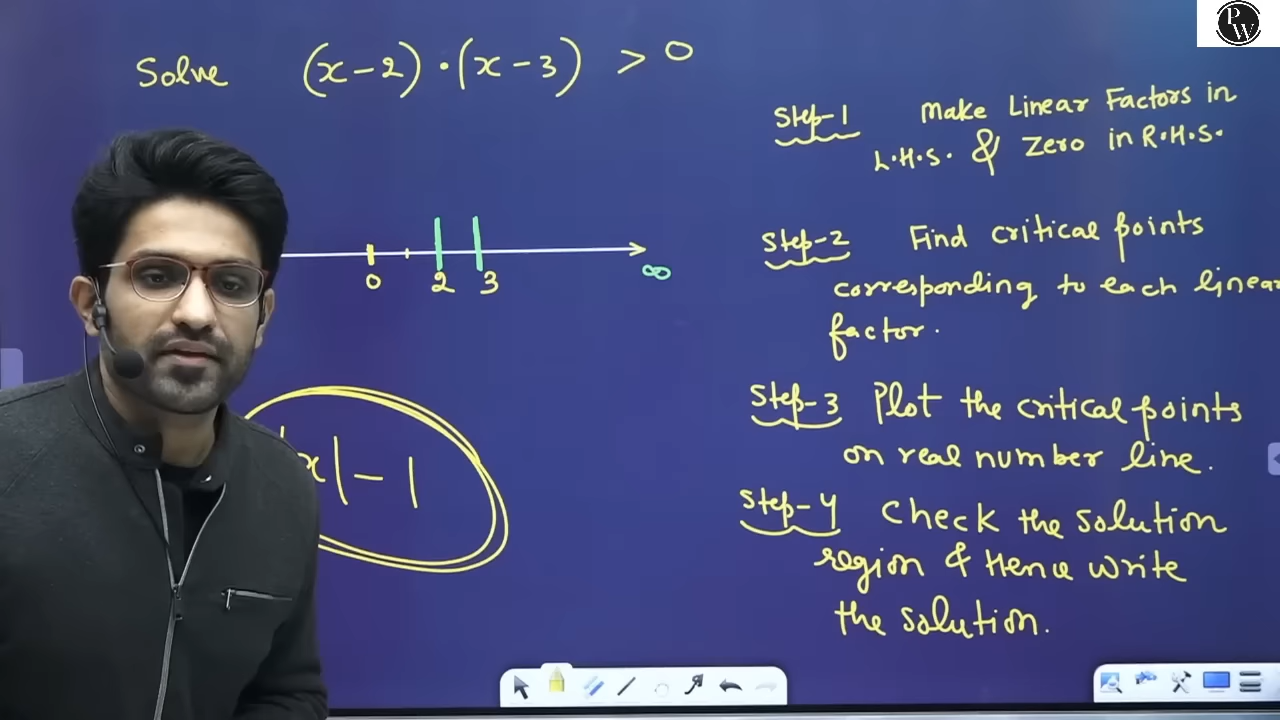 PW
Solve (x-2)·(x-3) > 0
Step-1 Make Linear Factors in
L.H.S. & Zero in R.H.S.
Step-2 Find critical points
corresponding to each linear
factor.
0 2 3 ∞
Step-3 Plot the critical points
on real number line.
x|-1
Step-4 Check the solution
region & Hence write
the solution.